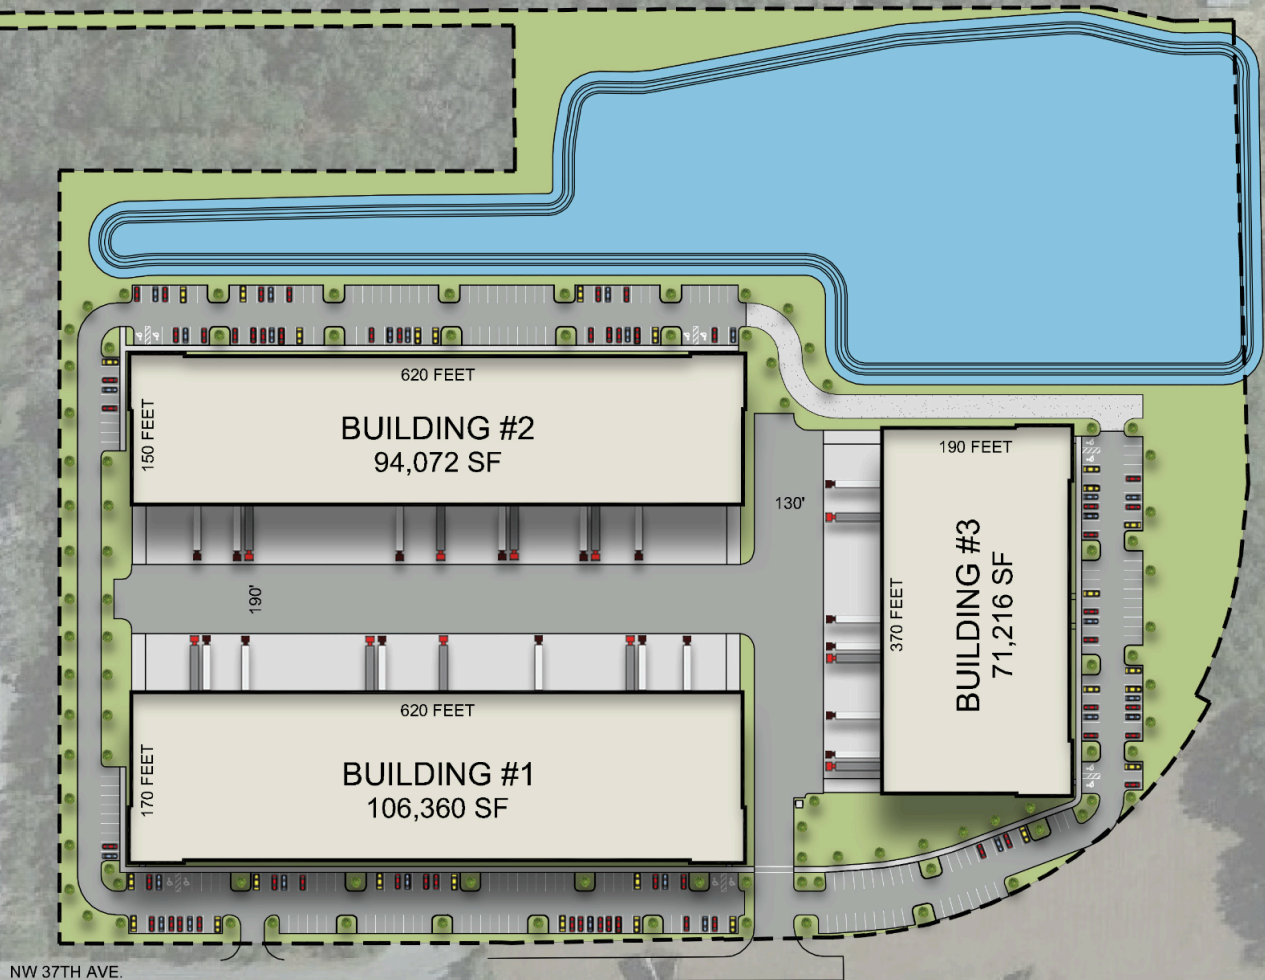 620 FEET
150 FEET
BUILDING #2
94,072 SF
190 FEET
130'
370 FEET
BUILDING #3
71,216 SF
190'
620 FEET
170 FEET
BUILDING #1
106,360 SF
NW 37TH AVE.